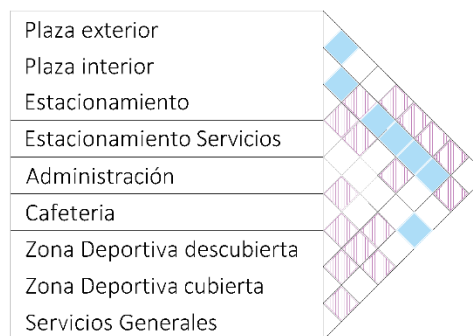 Plaza exterior
Plaza interior
Estacionamiento
Estacionamiento Servicios
Administración
Cafeteria
Zona Deportiva descubierta
Zona Deportiva cubierta
Servicios Generales